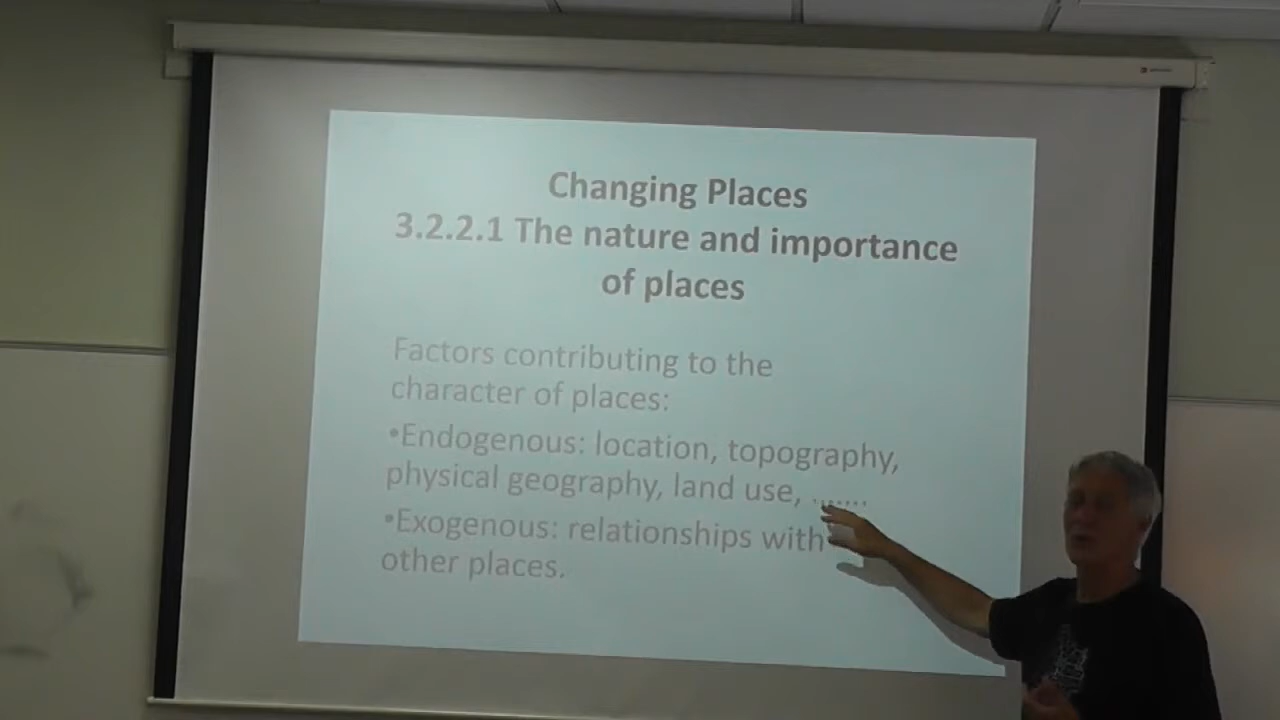 Changing Places
3.2.2.1 The nature and importance
of places
Factors contributing to the
character of places:
•Endogenous: location, topography,
physical geography, land use, .......
•Exogenous: relationships with
other places.